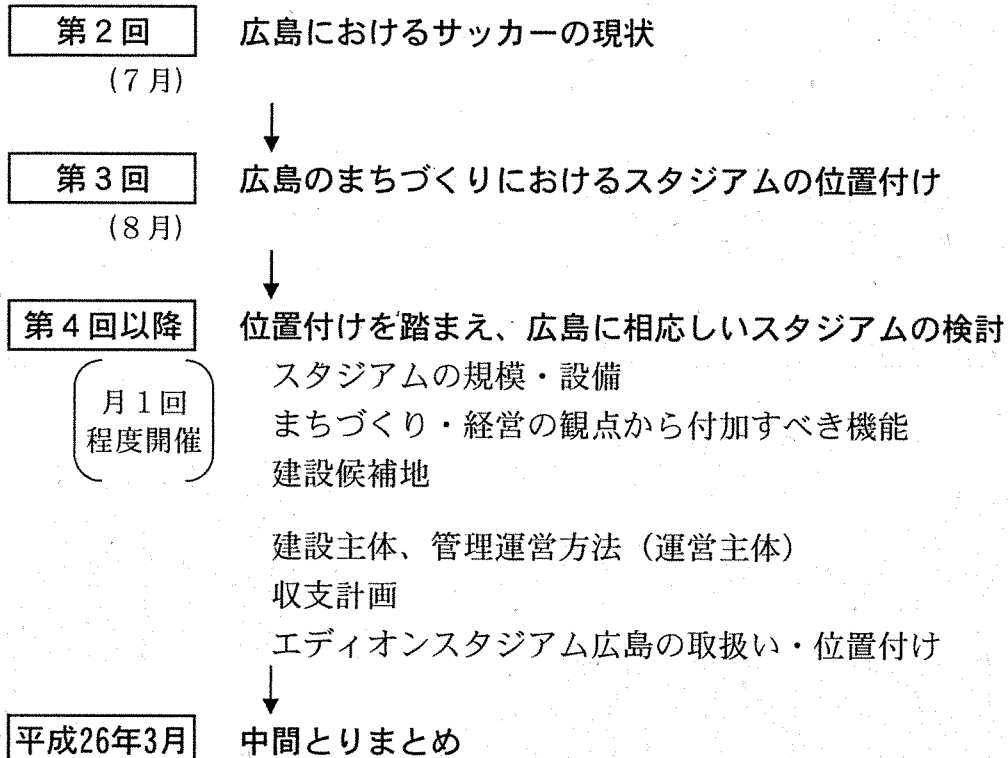 第2回 広島におけるサッカーの現状
(7月)
↓
第3回 広島のまちづくりにおけるスタジアムの位置付け
(8月)
↓
第4回以降 位置付けを踏まえ、広島に相応しいスタジアムの検討
スタジアムの規模・設備
月1回
程度開催
まちづくり・経営の観点から付加すべき機能
建設候補地
建設主体、管理運営方法（運営主体）
収支計画
エディオンスタジアム広島の取扱い・位置付け
↓
平成26年3月 中間とりまとめ